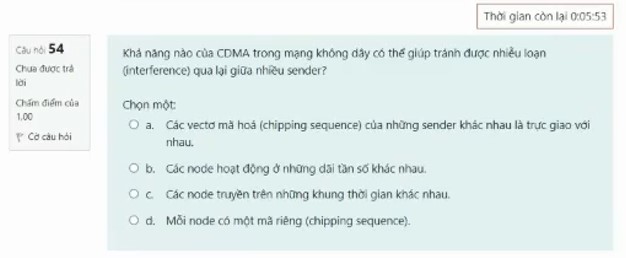 Thời gian còn lại 0:05:53
Câu hỏi 54
Chưa được trả
lời
Chấm điểm của
1,00
Cờ câu hỏi
Khả năng nào của CDMA trong mạng không dây có thể giúp tránh được nhiễu loạn
(interference) qua lại giữa nhiều sender?
Chọn một:
a. Các vectơ mã hoá (chipping sequence) của những sender khác nhau là trực giao với
nhau.
b. Các node hoạt động ở những dãi tần số khác nhau.
c. Các node truyền trên những khung thời gian khác nhau.
d. Mỗi node có một mã riêng (chipping sequence).